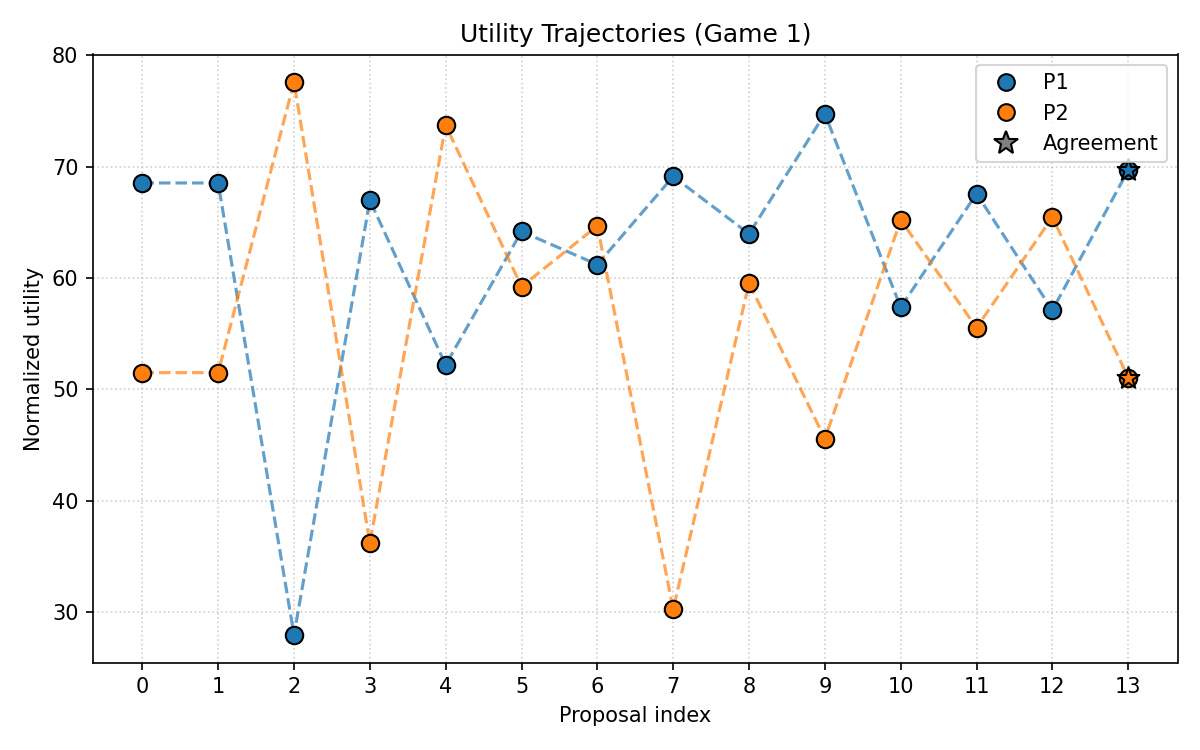 Utility Trajectories (Game 1)
80
70
60
50
40
30
Normalized utility
P1
P2
Agreement
0 1 2 3 4 5 6 7 8 9 10 11 12 13
Proposal index